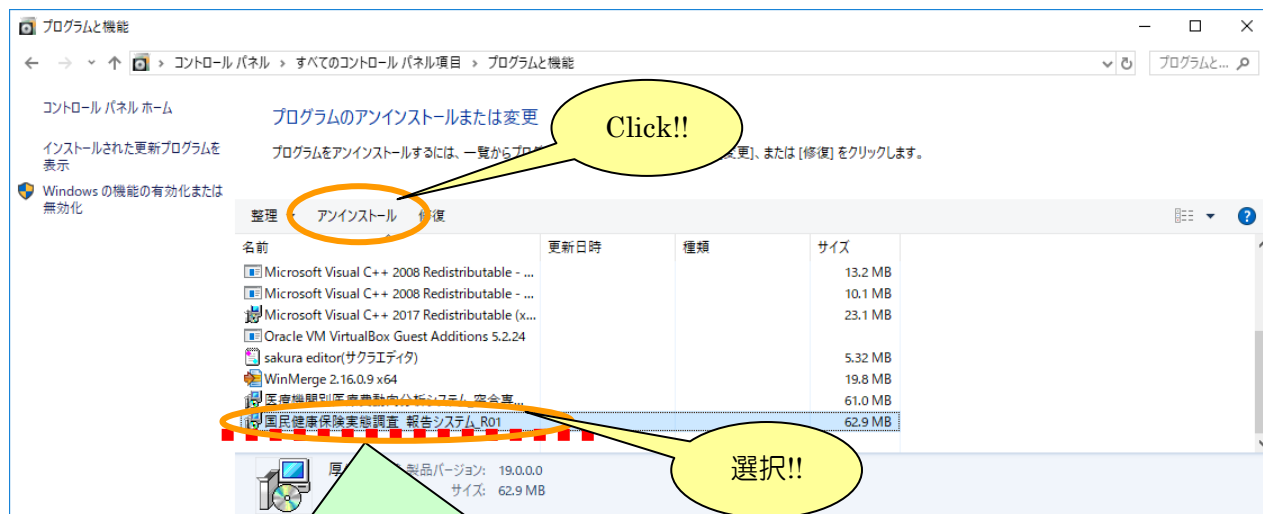 プログラムと機能
コントロール パネル › すべてのコントロール パネル項目 › プログラムと機能
プログラムと...
コントロール パネル ホーム
インストールされた更新プログラムを
表示
Windows の機能の有効化または
無効化
プログラムのアンインストールまたは変更
プログラムをアンインストールするには、一覧からプロ
変更]、または [修復] をクリックします。
Click!!
整理 アンインストール 修復
名前 更新日時 種類 サイズ
Microsoft Visual C++ 2008 Redistributable - ... 13.2 MB
Microsoft Visual C++ 2008 Redistributable - ... 10.1 MB
Microsoft Visual C++ 2017 Redistributable (x... 23.1 MB
Oracle VM VirtualBox Guest Additions 5.2.24
sakura editor(サクラエディタ) 5.32 MB
WinMerge 2.16.0.9 x64 19.8 MB
医療機関別医療費動向分析システム 61.0 MB
国民健康保険実態調査_報告システム_R01 62.9 MB
選択!!
厚 製品バージョン: 19.0.0.0
サイズ: 62.9 MB